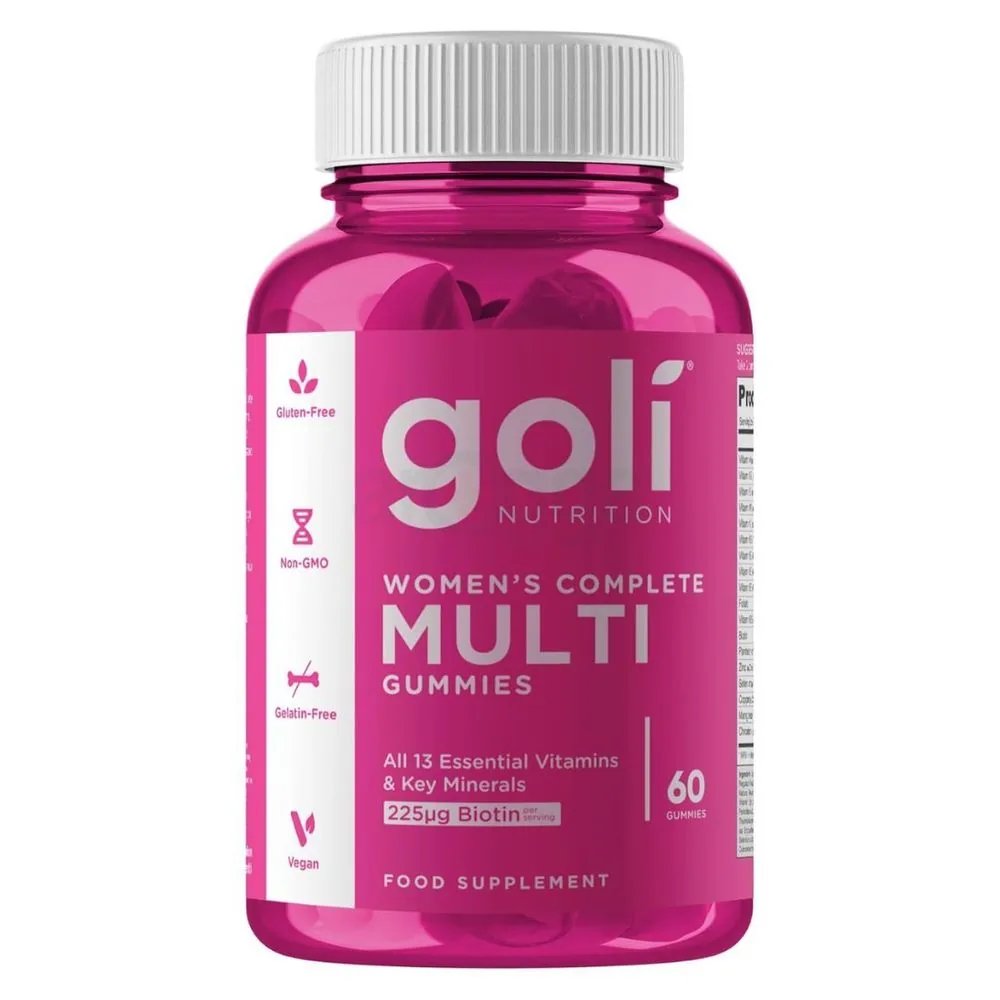 Gluten-Free
Non-GMO
Gelatin-Free
Vegan
goli®
NUTRITION
WOMEN'S COMPLETE
MULTI
GUMMIES
All 13 Essential Vitamins
& Key Minerals
225µg Biotin per serving
60
GUMMIES
FOOD SUPPLEMENT